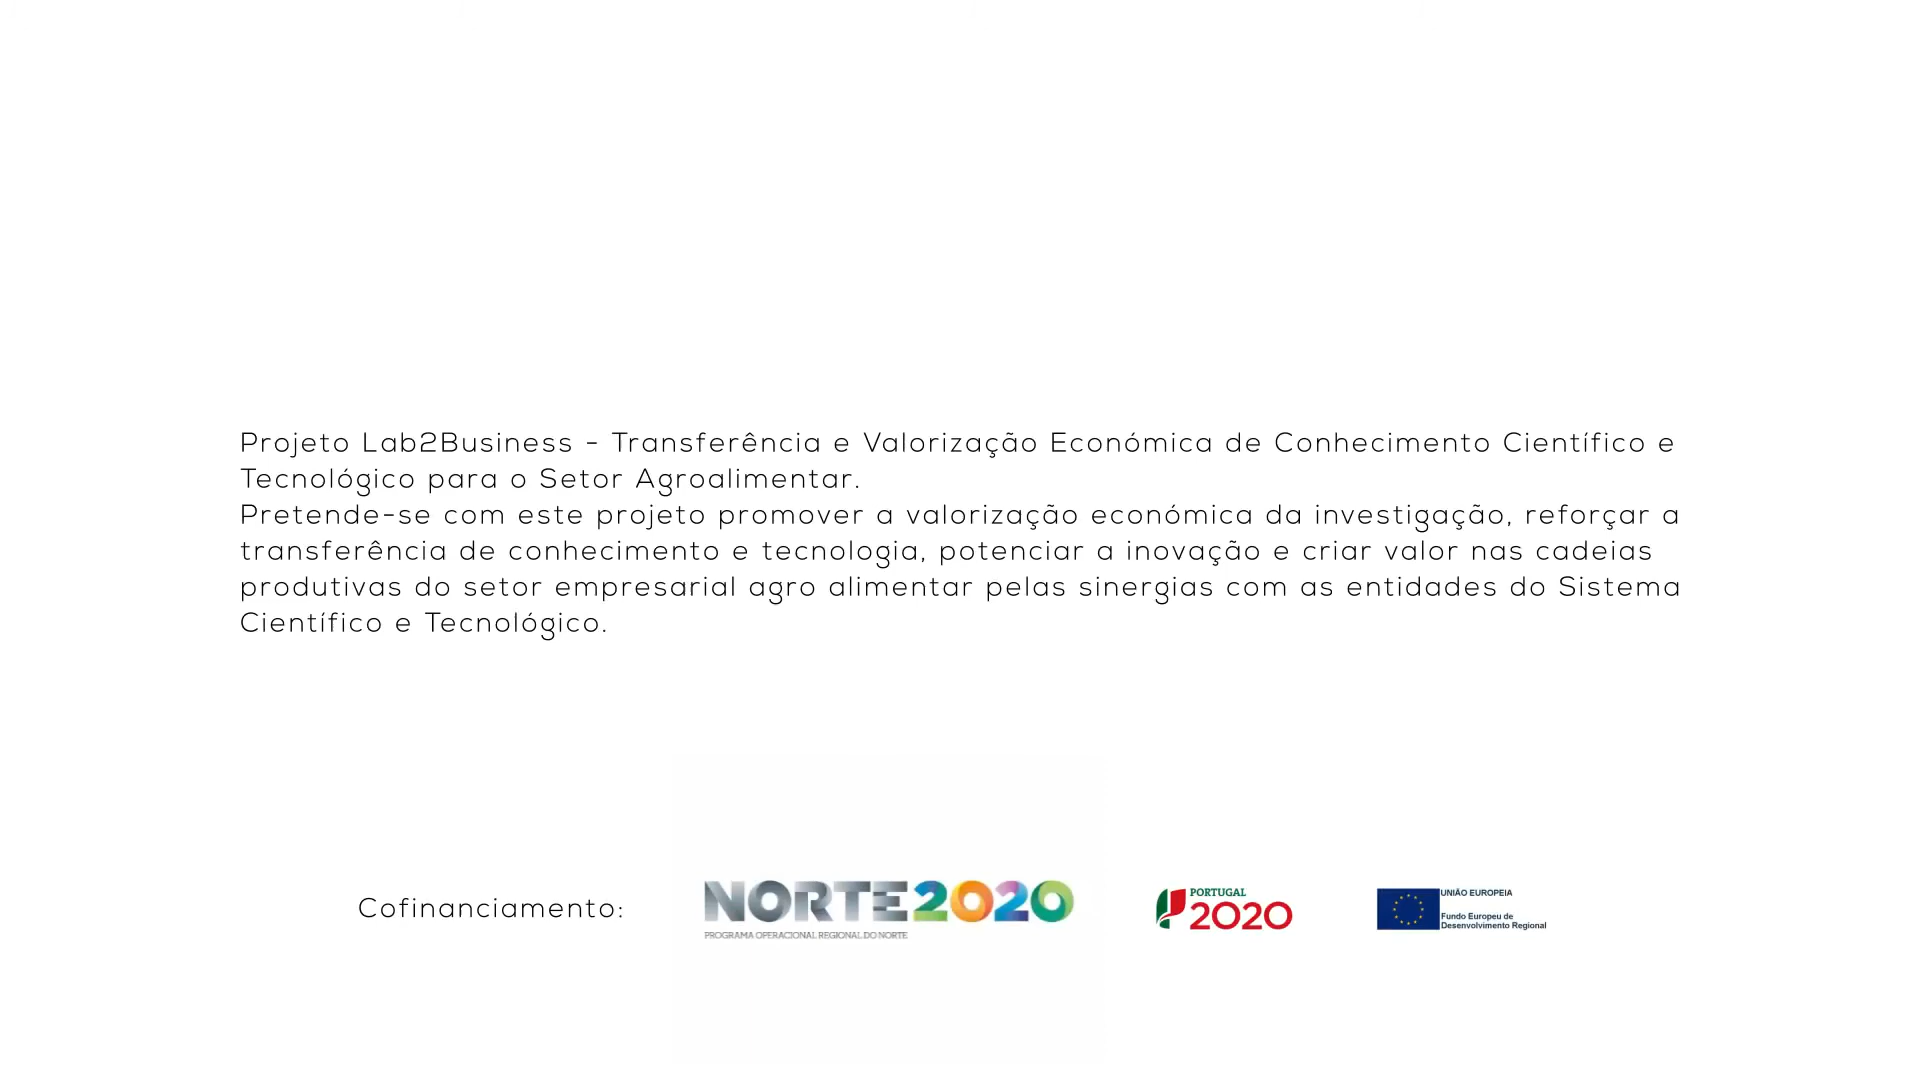 Projeto Lab2Business - Transferência e Valorização Económica de Conhecimento Científico e
Tecnológico para o Setor Agroalimentar.
Pretende-se com este projeto promover a valorização económica da investigação, reforçar a
transferência de conhecimento e tecnologia, potenciar a inovação e criar valor nas cadeias
produtivas do setor empresarial agro alimentar pelas sinergias com as entidades do Sistema
Científico e Tecnológico.
Cofinanciamento:
NORTE2020
PROGRAMA OPERACIONAL REGIONAL DO NORTE
PORTUGAL
2020
UNIÃO EUROPEIA
Fundo Europeu de
Desenvolvimento Regional